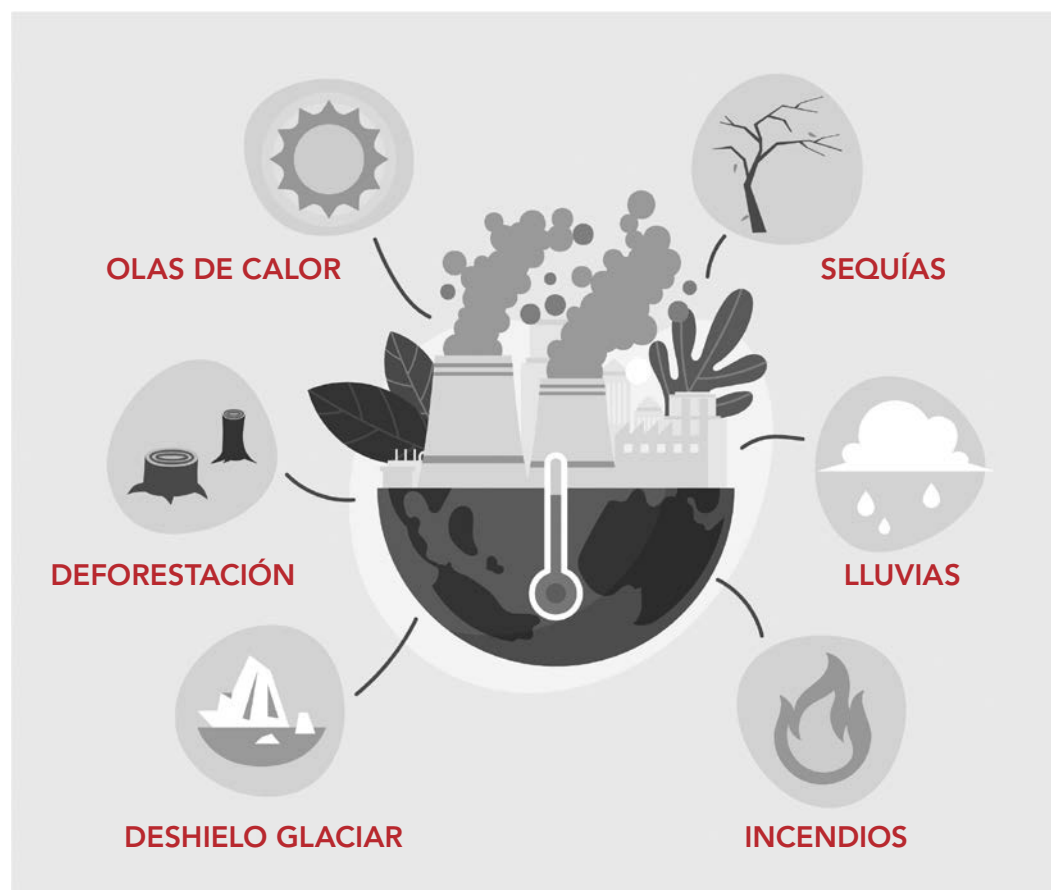 OLAS DE CALOR
SEQUÍAS
DEFORESTACIÓN
LLUVIAS
DESHIELO GLACIAR
INCENDIOS